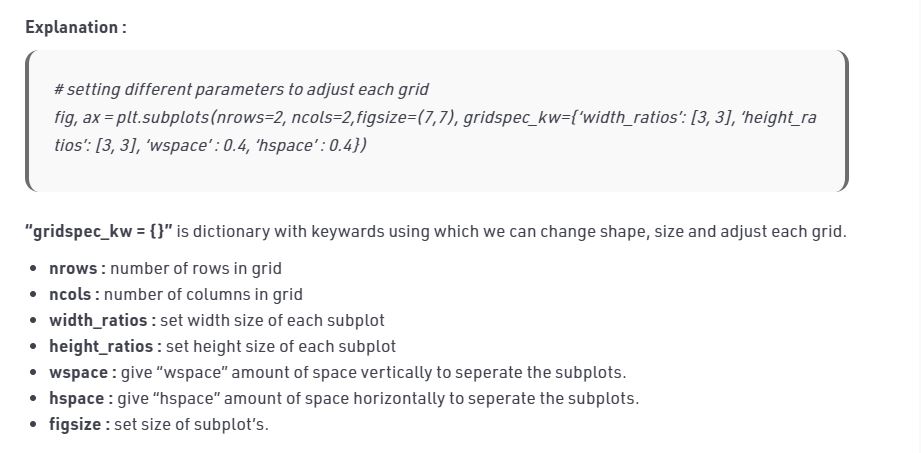 Explanation :
# setting different parameters to adjust each grid
fig, ax = plt.subplots(nrows=2, ncols=2,figsize=(7,7), gridspec_kw={‘width_ratios’: [3, 3], ‘height_ra
tios’: [3, 3], ‘wspace’ : 0.4, ‘hspace’ : 0.4})
“gridspec_kw = {}” is dictionary with keywards using which we can change shape, size and adjust each grid.
• nrows : number of rows in grid
• ncols : number of columns in grid
• width_ratios : set width size of each subplot
• height_ratios : set height size of each subplot
• wspace : give “wspace” amount of space vertically to seperate the subplots.
• hspace : give “hspace” amount of space horizontally to seperate the subplots.
• figsize : set size of subplot’s.